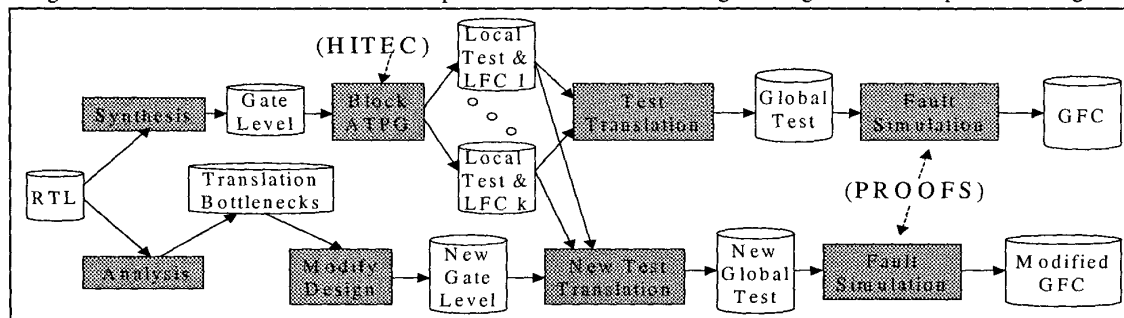 (HITEC)
Local
Test &
LFC 1
Synthesis
Gate
Level
Block
ATPG
Test
Translation
Global
Test
Fault
Simulation
GFC
Local
Test &
LFC k
RTL
Translation
Bottlenecks
(PROOFS)
Analysis
Modify
Design
New
Gate
Level
New Test
Translation
New
Global
Test
Fault
Simulation
Modified
GFC